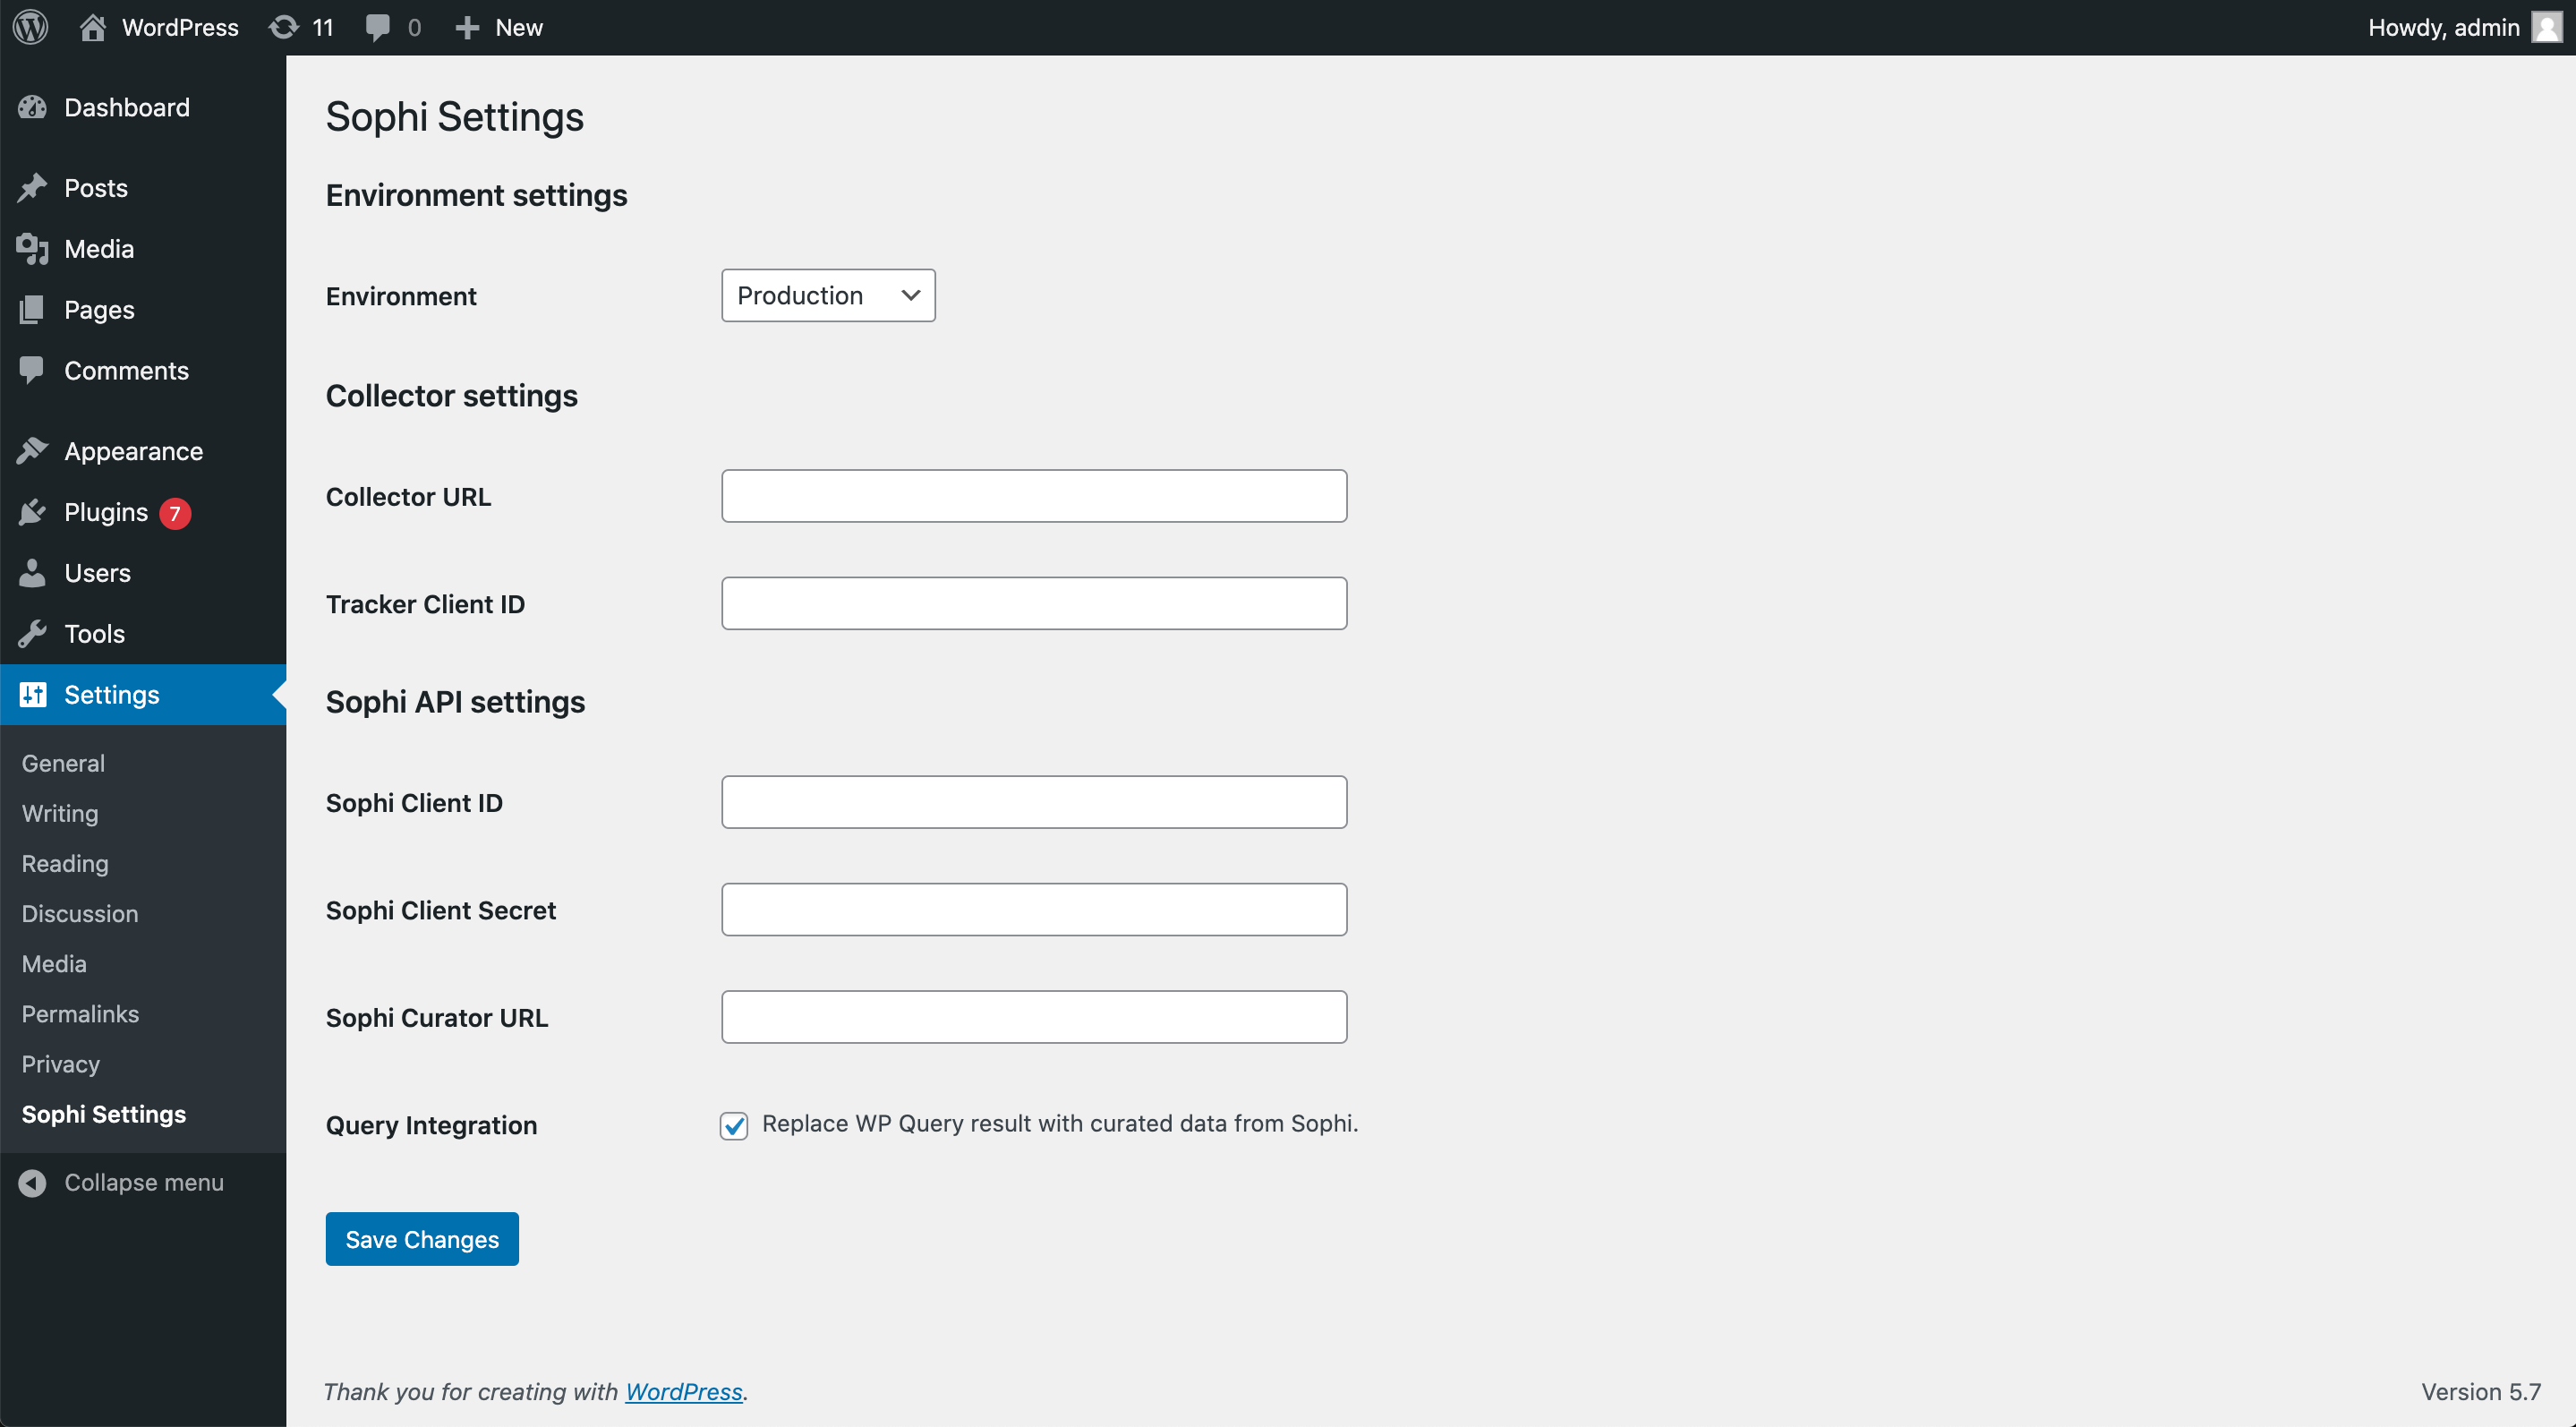 WordPress 11 0 New Howdy, admin
Dashboard
Posts
Media
Pages
Comments
Appearance
Plugins 7
Users
Tools
Settings
General
Writing
Reading
Discussion
Media
Permalinks
Privacy
Sophi Settings
Collapse menu
Sophi Settings
Environment settings
Environment Production
Collector settings
Collector URL
Tracker Client ID
Sophi API settings
Sophi Client ID
Sophi Client Secret
Sophi Curator URL
Query Integration Replace WP Query result with curated data from Sophi.
Save Changes
Thank you for creating with WordPress. Version 5.7